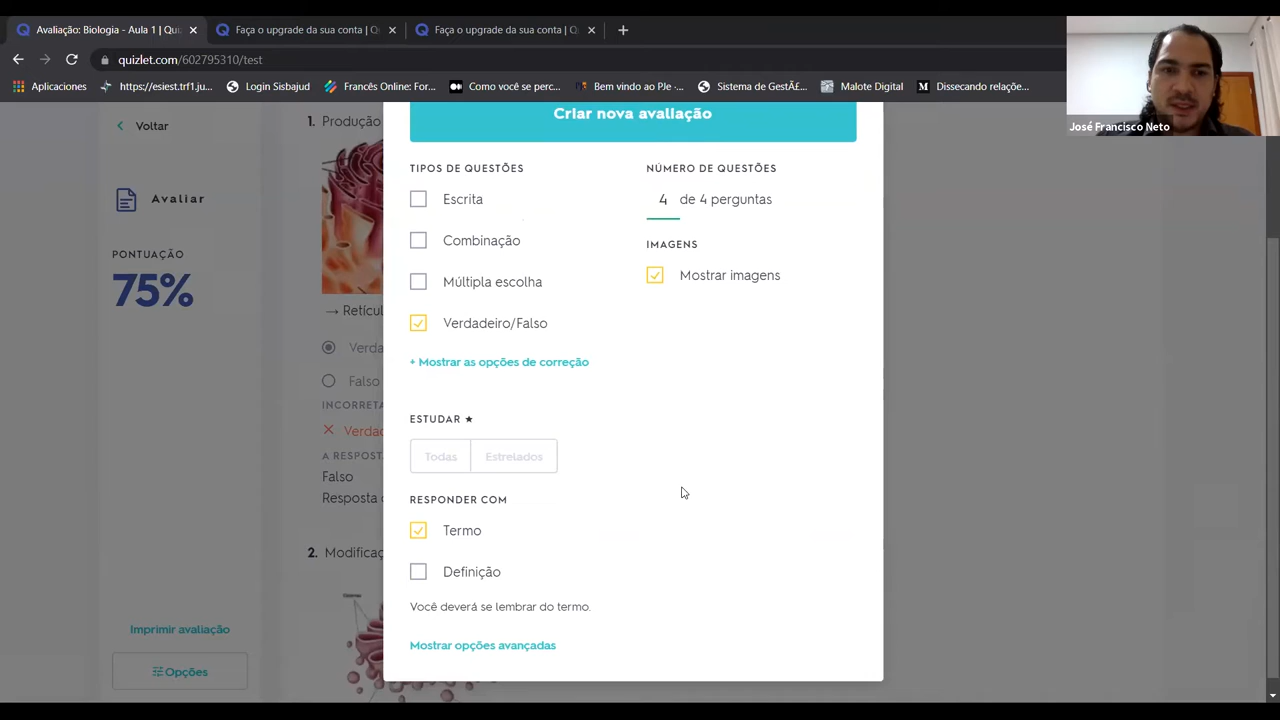 Avaliação: Biologia - Aula 1 | Qui
Faça o upgrade da sua conta | Q
Faça o upgrade da sua conta | Q
quizlet.com/602795310/test
Aplicaciones
https://esiest.trf1.ju...
Login Sisbajud
Francês Online: For...
Como você se perc...
Bem vindo ao PJe -...
Sistema de GestÃ£...
Malote Digital
Dissecando relaçõe...
José Francisco Neto
Voltar
Avaliar
PONTUAÇÃO
75%
Imprimir avaliação
Opções
1. Produção
→ Retícul
Verda
Falso
INCORRETA
Verdad
A RESPOST
Falso
Resposta
2. Modificaç
Criar nova avaliação
TIPOS DE QUESTÕES
Escrita
Combinação
Múltipla escolha
Verdadeiro/Falso
+ Mostrar as opções de correção
NÚMERO DE QUESTÕES
4 de 4 perguntas
IMAGENS
Mostrar imagens
ESTUDAR ★
Todas
Estrelados
RESPONDER COM
Termo
Definição
Você deverá se lembrar do termo.
Mostrar opções avançadas